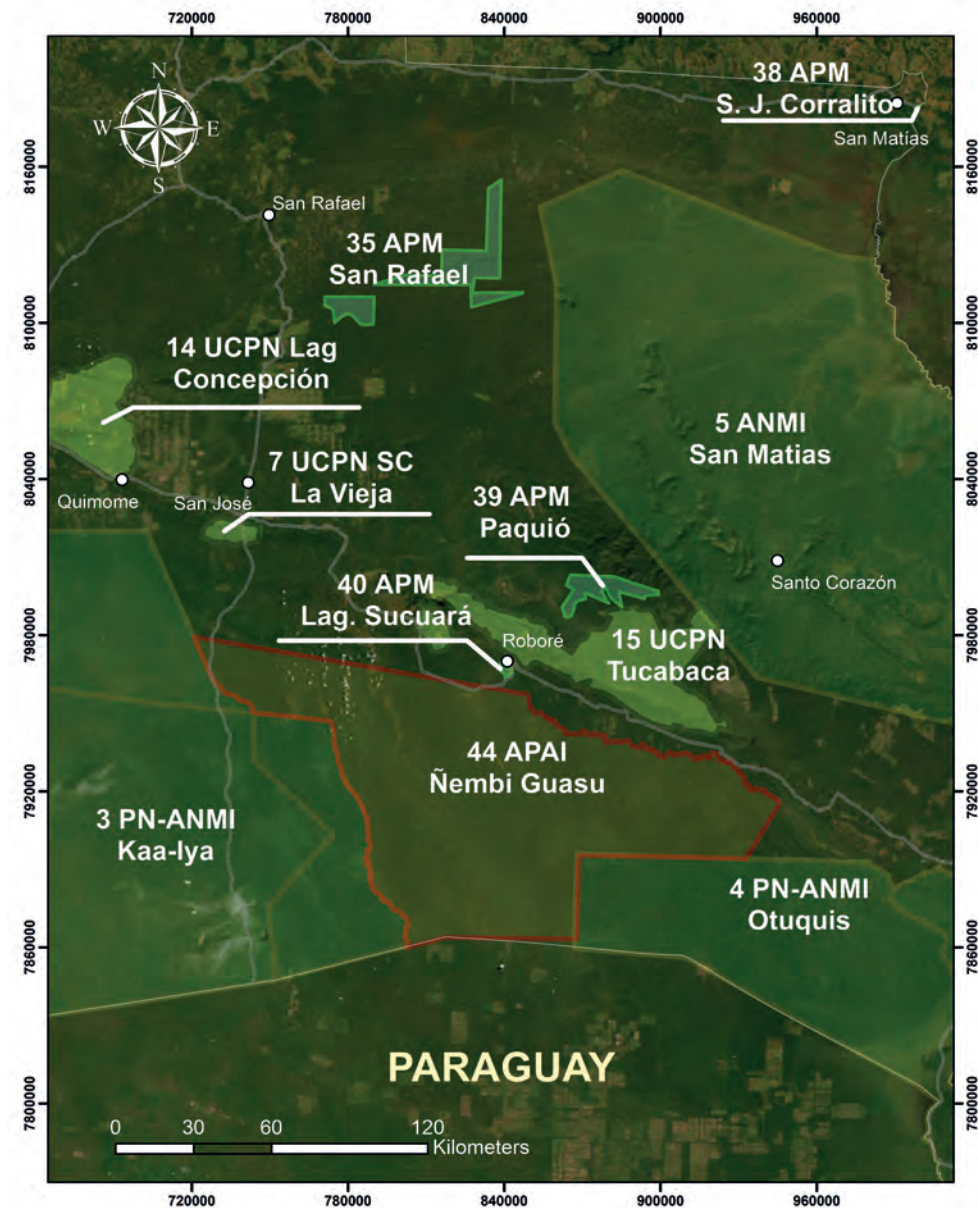 720000 780000 840000 900000 960000
N
W E
S
38 APM
S. J. Corralito
San Matías
8160000 8160000
San Rafael
35 APM
San Rafael
8100000 8100000
14 UCPN Lag
Concepción
5 ANMI
San Matias
7 UCPN SC
La Vieja
39 APM
Paquió
8040000 8040000
Quimome
San José
Santo Corazón
40 APM
Lag. Sucuará
Roboré
15 UCPN
Tucabaca
7980000 7980000
44 APAI
Ñembi Guasu
7920000 7920000
3 PN-ANMI
Kaa-Iya
4 PN-ANMI
Otuquis
7860000 7860000
PARAGUAY
7800000 7800000
0 30 60 120
Kilometers
720000 780000 840000 900000 960000